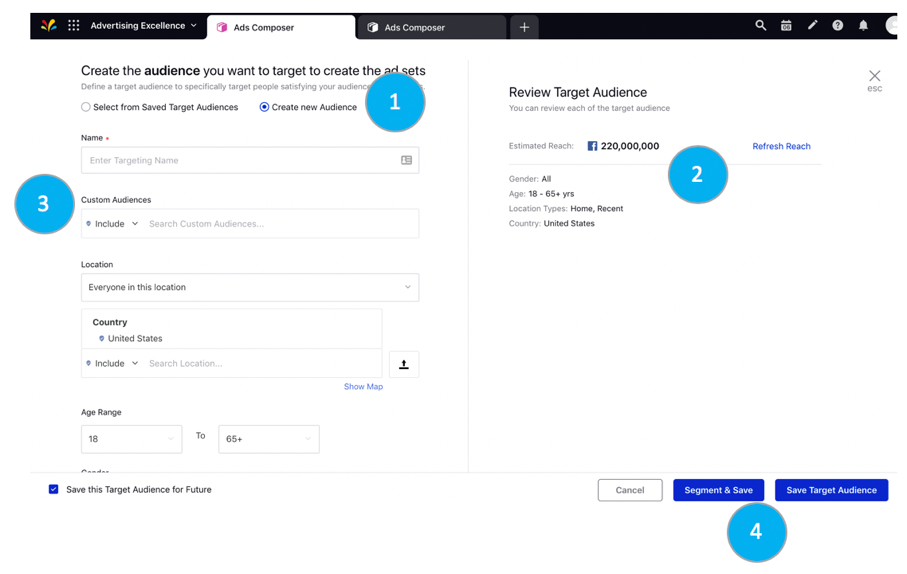 Advertising Excellence
Ads Composer
Ads Composer
08
Create the audience you want to target to create the ad sets
Define a target audience to specifically target people satisfying your audience
Select from Saved Target Audiences
Create new Audience
1
Name
Enter Targeting Name
3
Custom Audiences
Include
Search Custom Audiences...
Location
Everyone in this location
Country
United States
Include
Search Location...
Show Map
Age Range
18
To
65+
Gender
Review Target Audience
You can review each of the target audience
esc
Estimated Reach: 220,000,000
Refresh Reach
2
Gender: All
Age: 18 - 65+ yrs
Location Types: Home, Recent
Country: United States
Save this Target Audience for Future
Cancel
Segment & Save
Save Target Audience
4